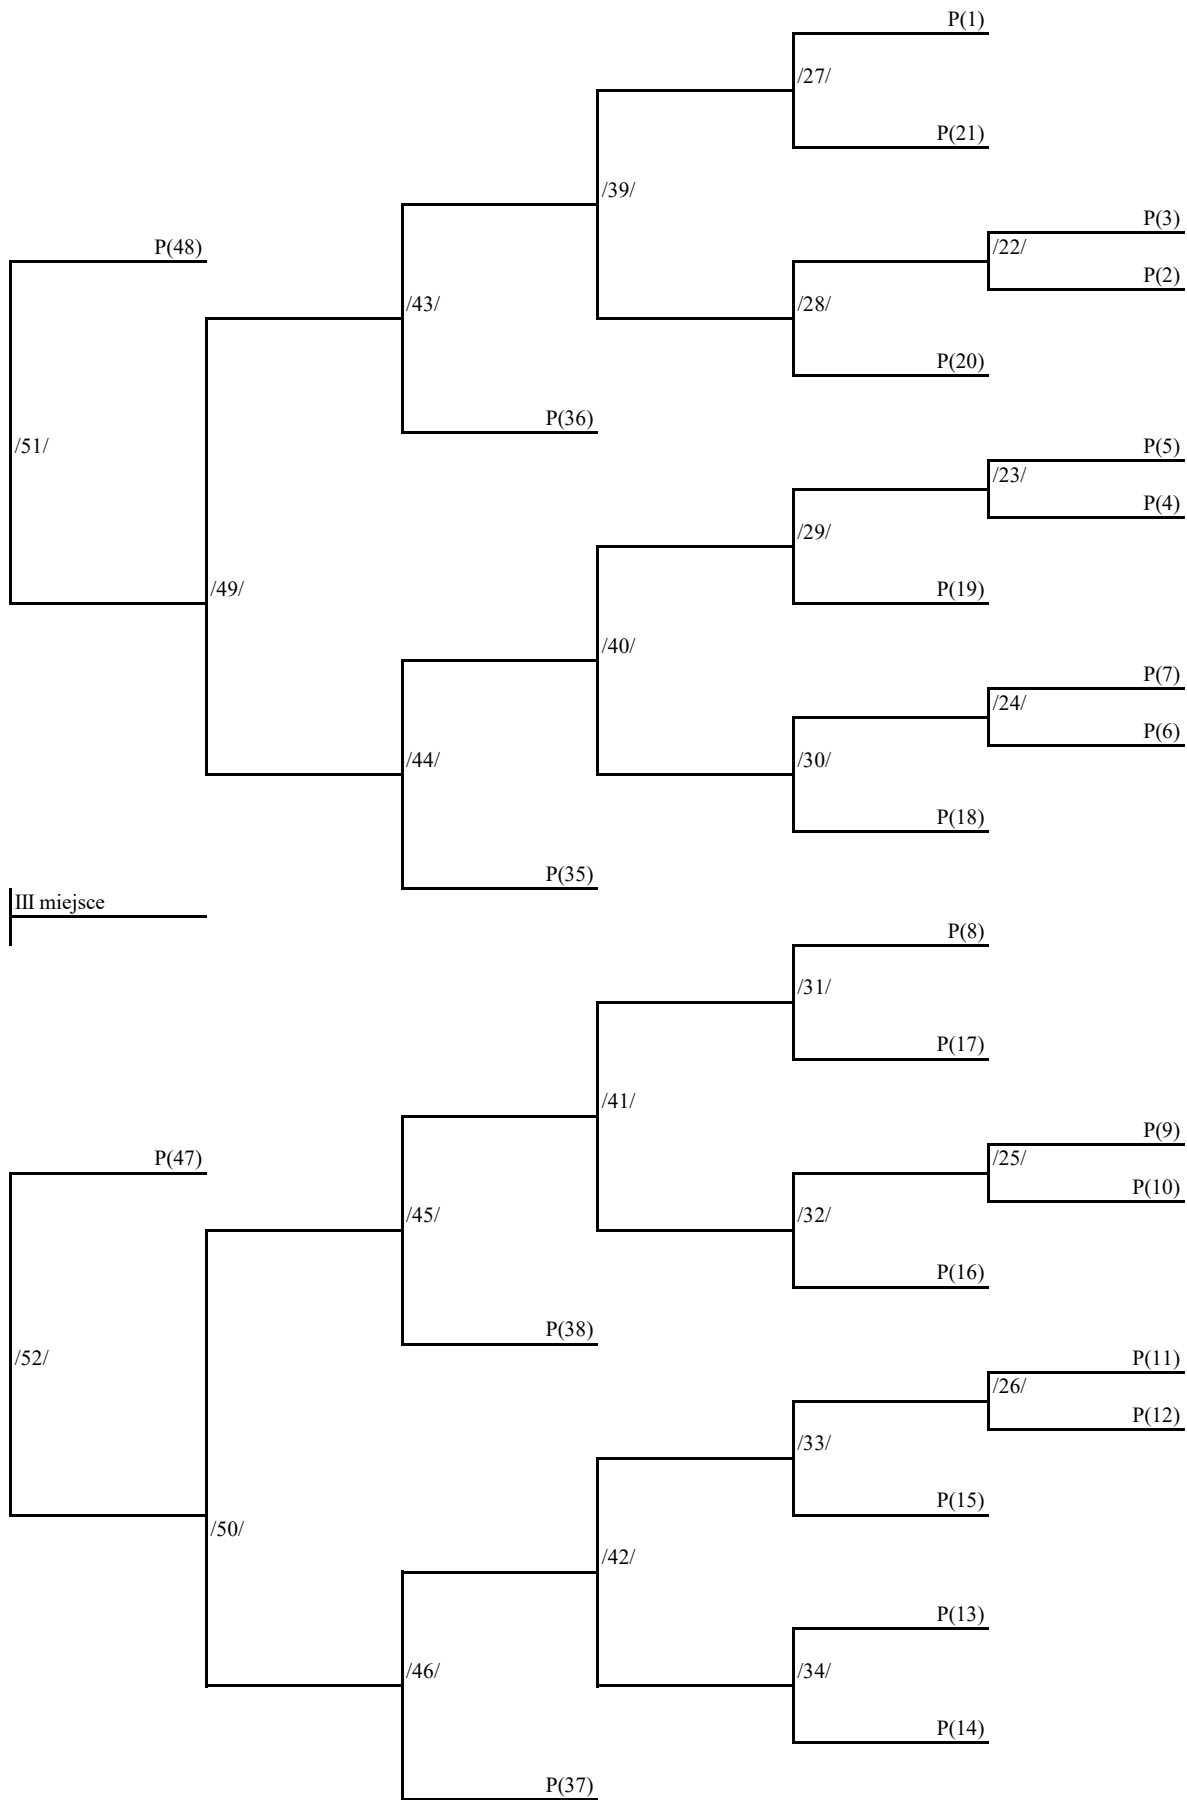 P(1)
/27/
P(21)
/39/
P(3)
P(48)
/22/
P(2)
/43/
/28/
P(20)
P(36)
/51/
P(5)
/23/
P(4)
/29/
/49/
P(19)
/40/
P(7)
/24/
P(6)
/44/
/30/
P(18)
P(35)
III miejsce
P(8)
/31/
P(17)
/41/
P(9)
P(47)
/25/
P(10)
/45/
/32/
P(16)
P(38)
/52/
P(11)
/26/
P(12)
/33/
P(15)
/50/
/42/
P(13)
/46/
/34/
P(14)
P(37)